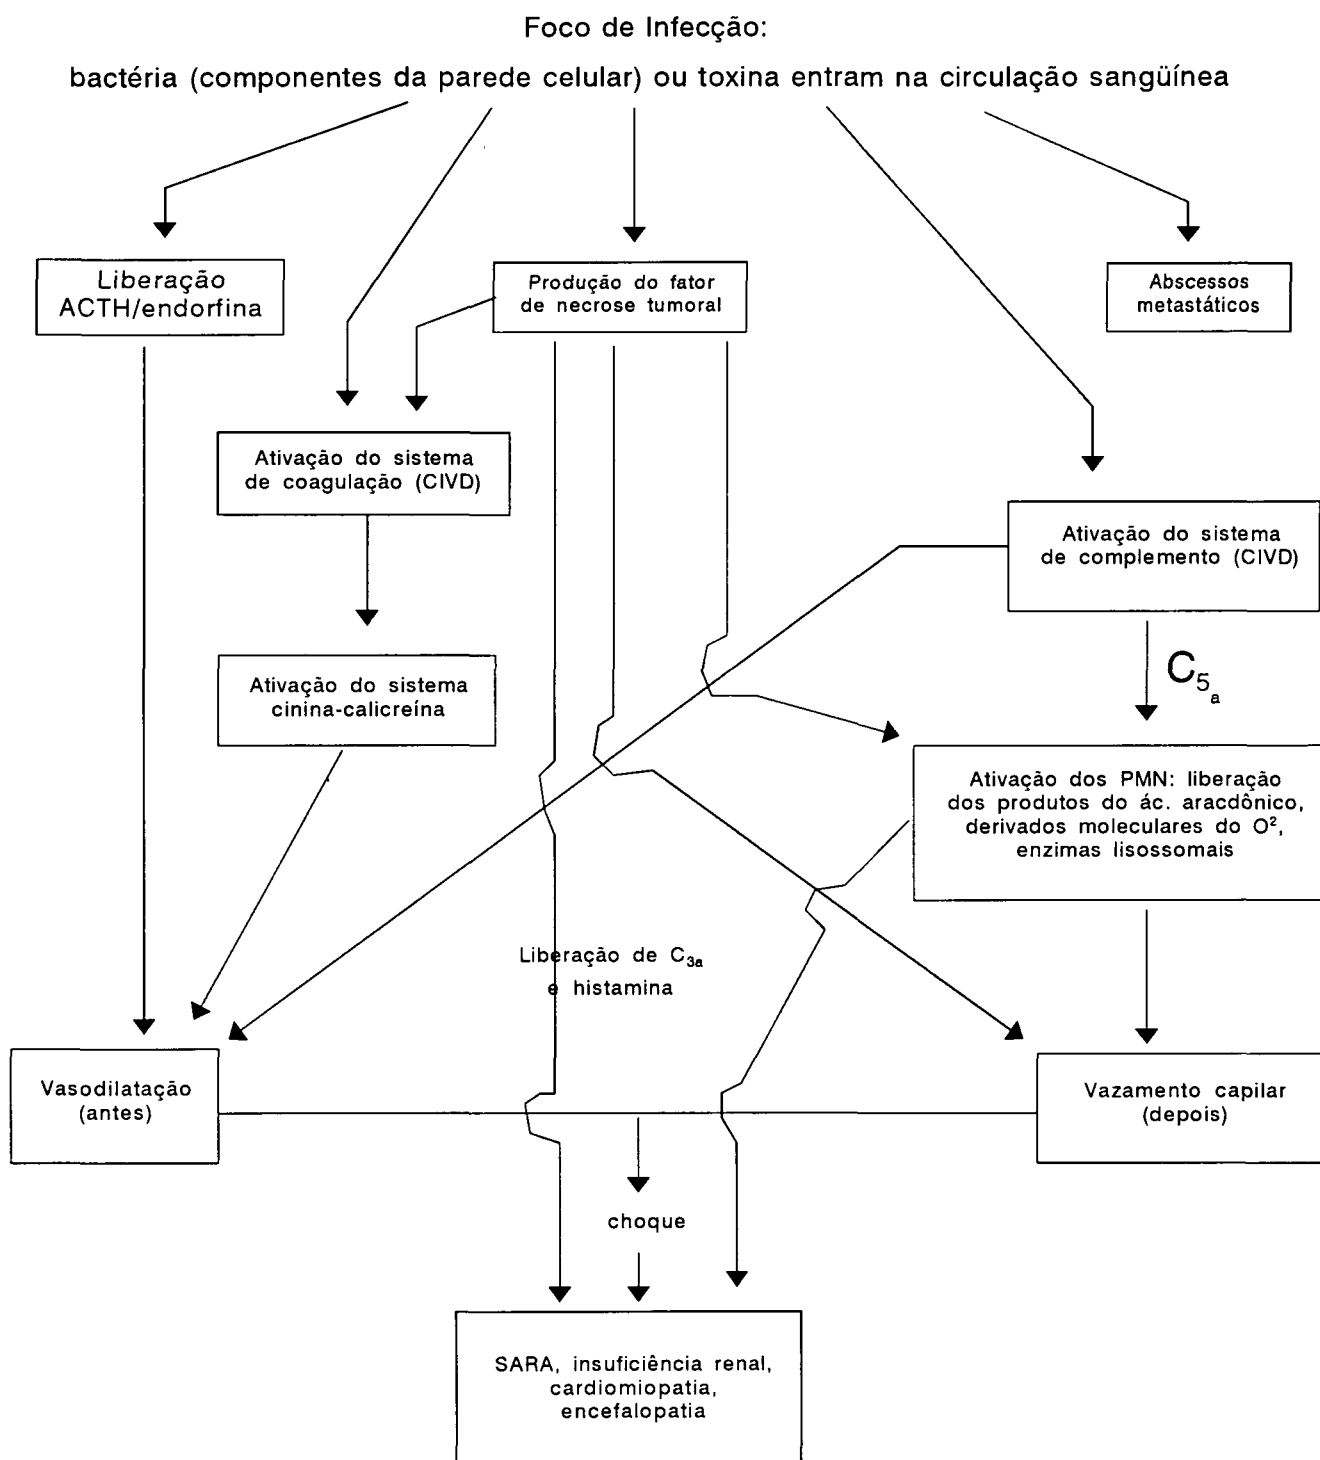 Foco de Infecção:
bactéria (componentes da parede celular) ou toxina entram na circulação sangüínea
Liberação
ACTH/endorfina
Produção do fator
de necrose tumoral
Abscessos
metastáticos
Ativação do sistema
de coagulação (CIVD)
Ativação do sistema
de complemento (CIVD)
Ativação do sistema
cinina-calicreína
C5a
Ativação dos PMN: liberação
dos produtos do ác. aracdônico,
derivados moleculares do O²,
enzimas lisossomais
Liberação de C3a
e histamina
Vasodilatação
(antes)
Vazamento capilar
(depois)
choque
SARA, insuficiência renal,
cardiomiopatia,
encefalopatia